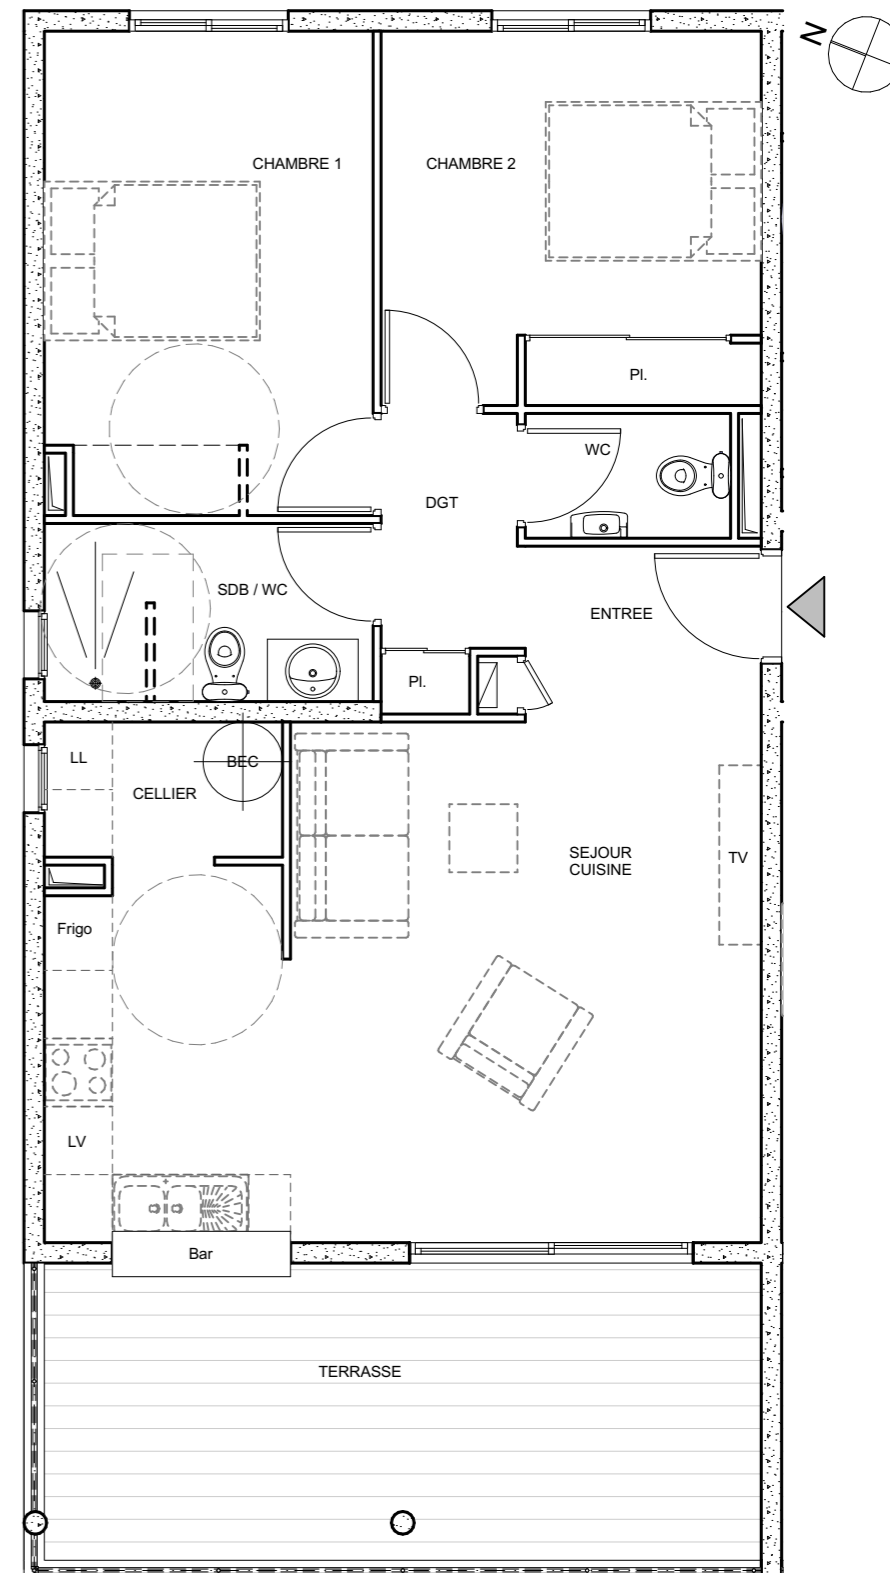 N
CHAMBRE 1
CHAMBRE 2
Pl.
WC
DGT
SDB / WC
ENTREE
Pl.
LL
BEC
CELLIER
SEJOUR
CUISINE
TV
Frigo
LV
Bar
TERRASSE